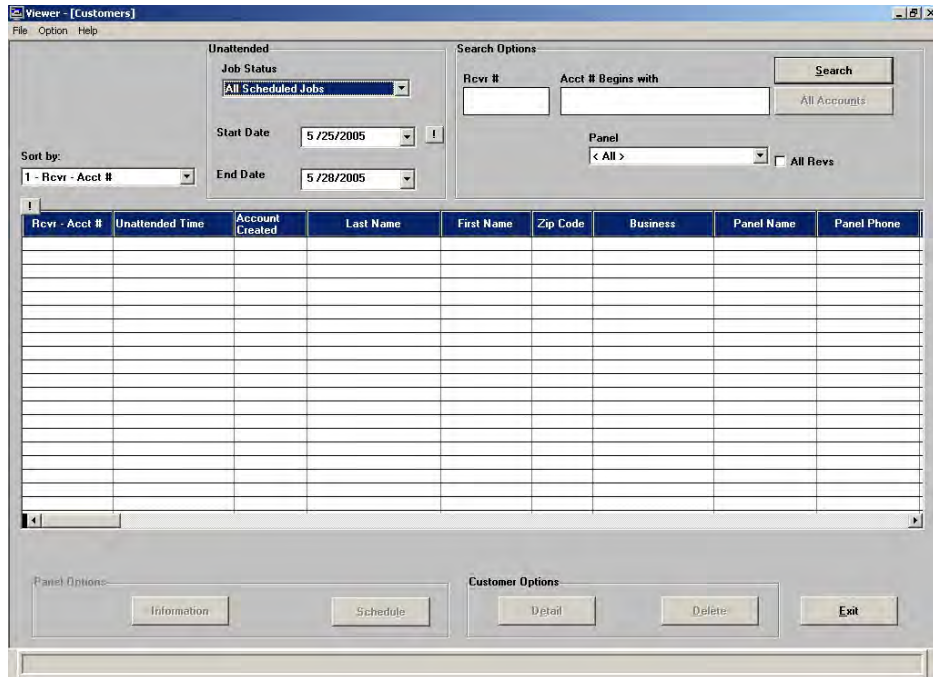 Viewer - [Customers]
File Option Help
Unattended
Job Status
All Scheduled Jobs
Start Date
5 /25/2005
!
End Date
5 /28/2005
Search Options
Rcvr #
Acct # Begins with
Search
All Accounts
Panel
< All >
All Revs
Sort by:
1 - Rcvr - Acct #
!
Rcvr - Acct # Unattended Time Account Created Last Name First Name Zip Code Business Panel Name Panel Phone
Panel Options
Information
Schedule
Customer Options
Detail
Delete
Exit